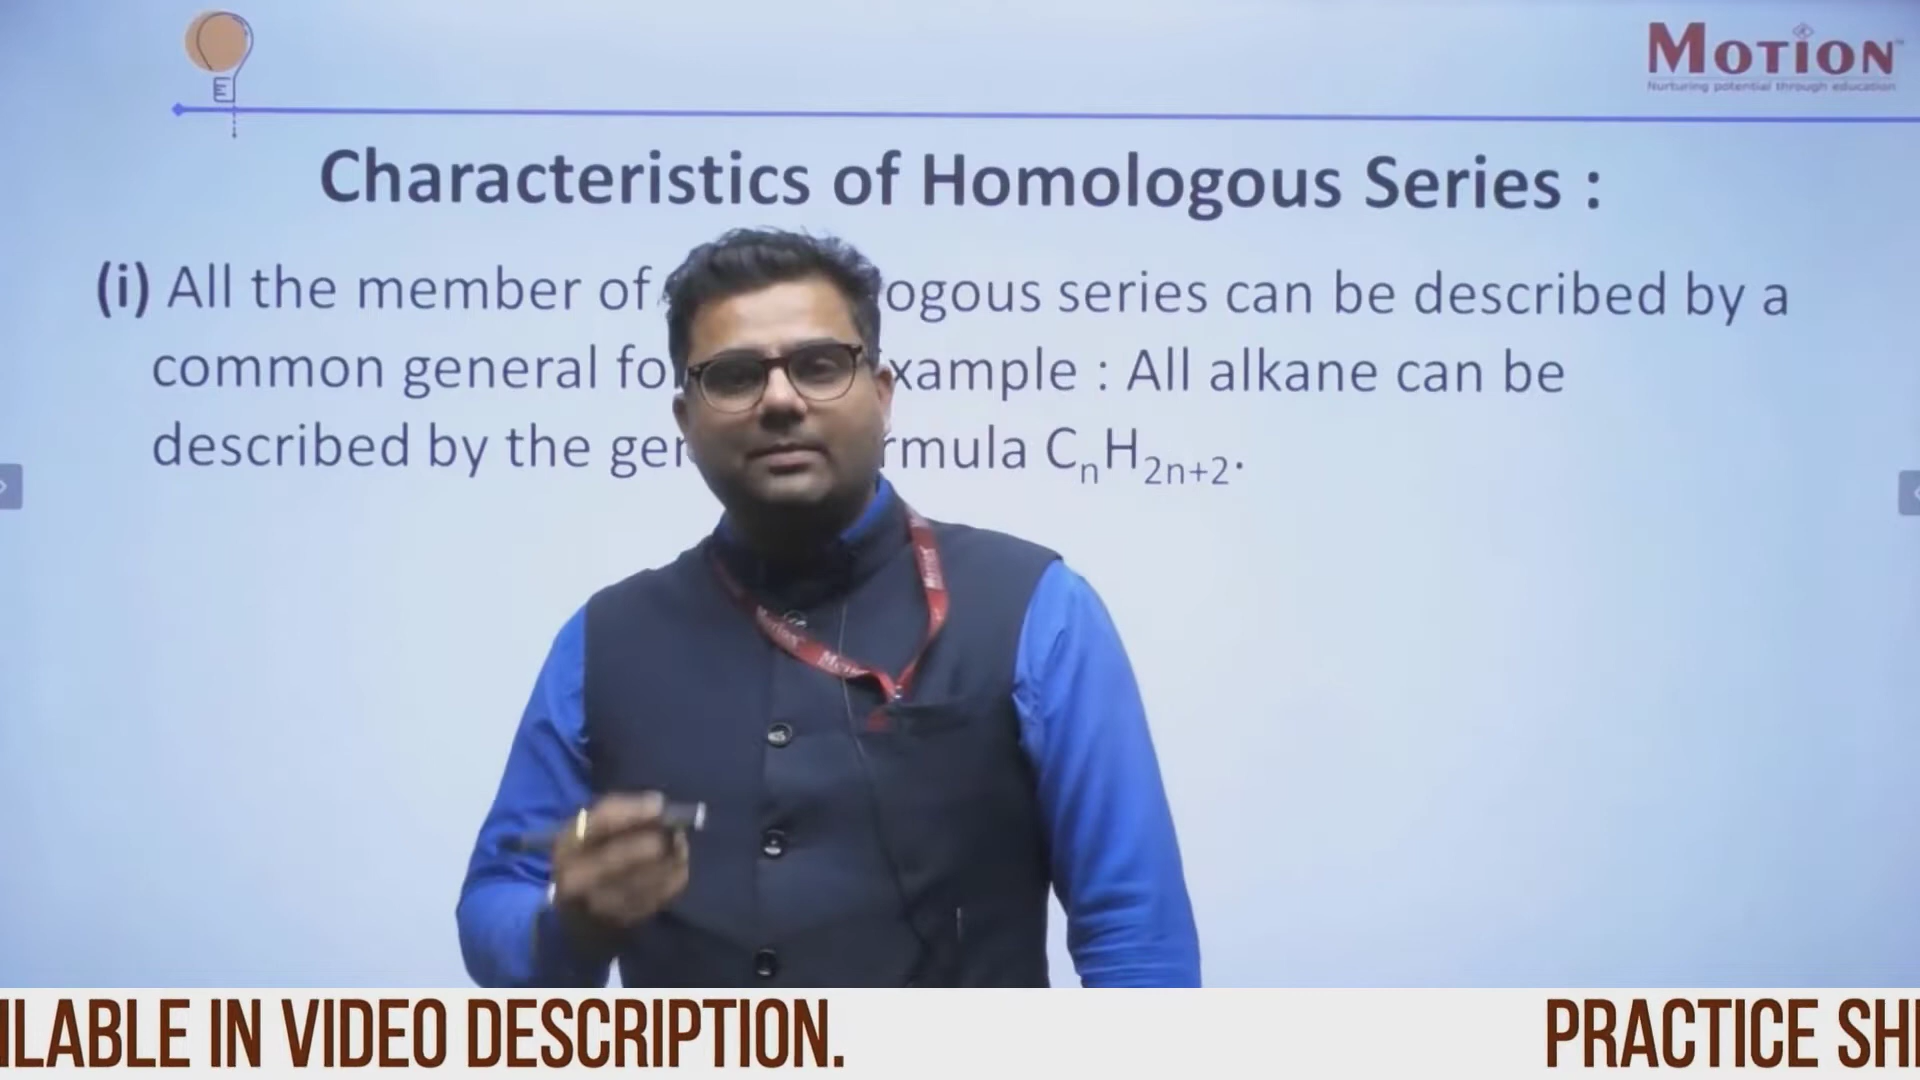 MOTION
Nurturing potential through education
Characteristics of Homologous Series :
(i) All the member of ogous series can be described by a
common general fo xample : All alkane can be
described by the gen rmula CnH2n+2.
MOTION
ILABLE IN VIDEO DESCRIPTION. PRACTICE SH